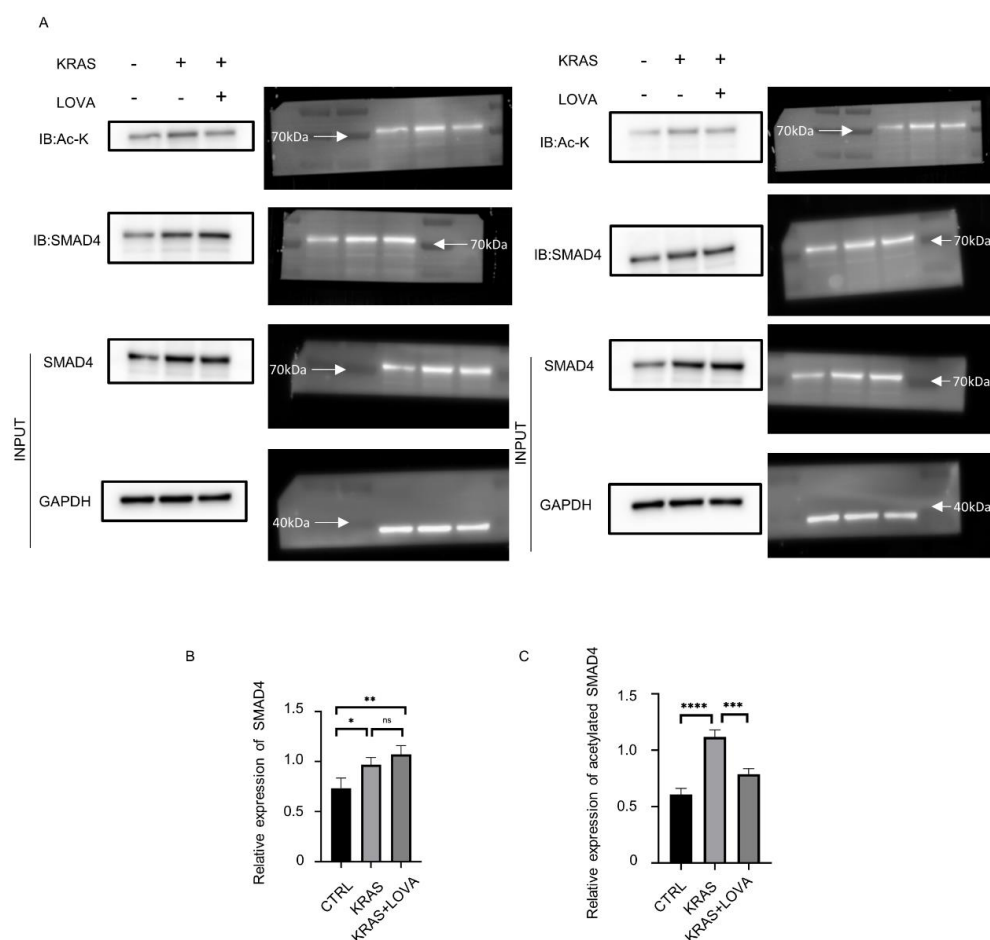 A
KRAS - + +
LOVA - - +
IB:Ac-K
70kDa
IB:SMAD4
70kDa
INPUT
SMAD4
70kDa
GAPDH
40kDa
KRAS - + +
LOVA - - +
IB:Ac-K
70kDa
IB:SMAD4
70kDa
INPUT
SMAD4
70kDa
GAPDH
40kDa
B
Relative expression of SMAD4
1.5
1.0
0.5
0
**
*
ns
CTRL
KRAS
KRAS+LOVA
C
Relative expression of acetylated SMAD4
1.5
1.0
0.5
0
****
***
CTRL
KRAS
KRAS+LOVA